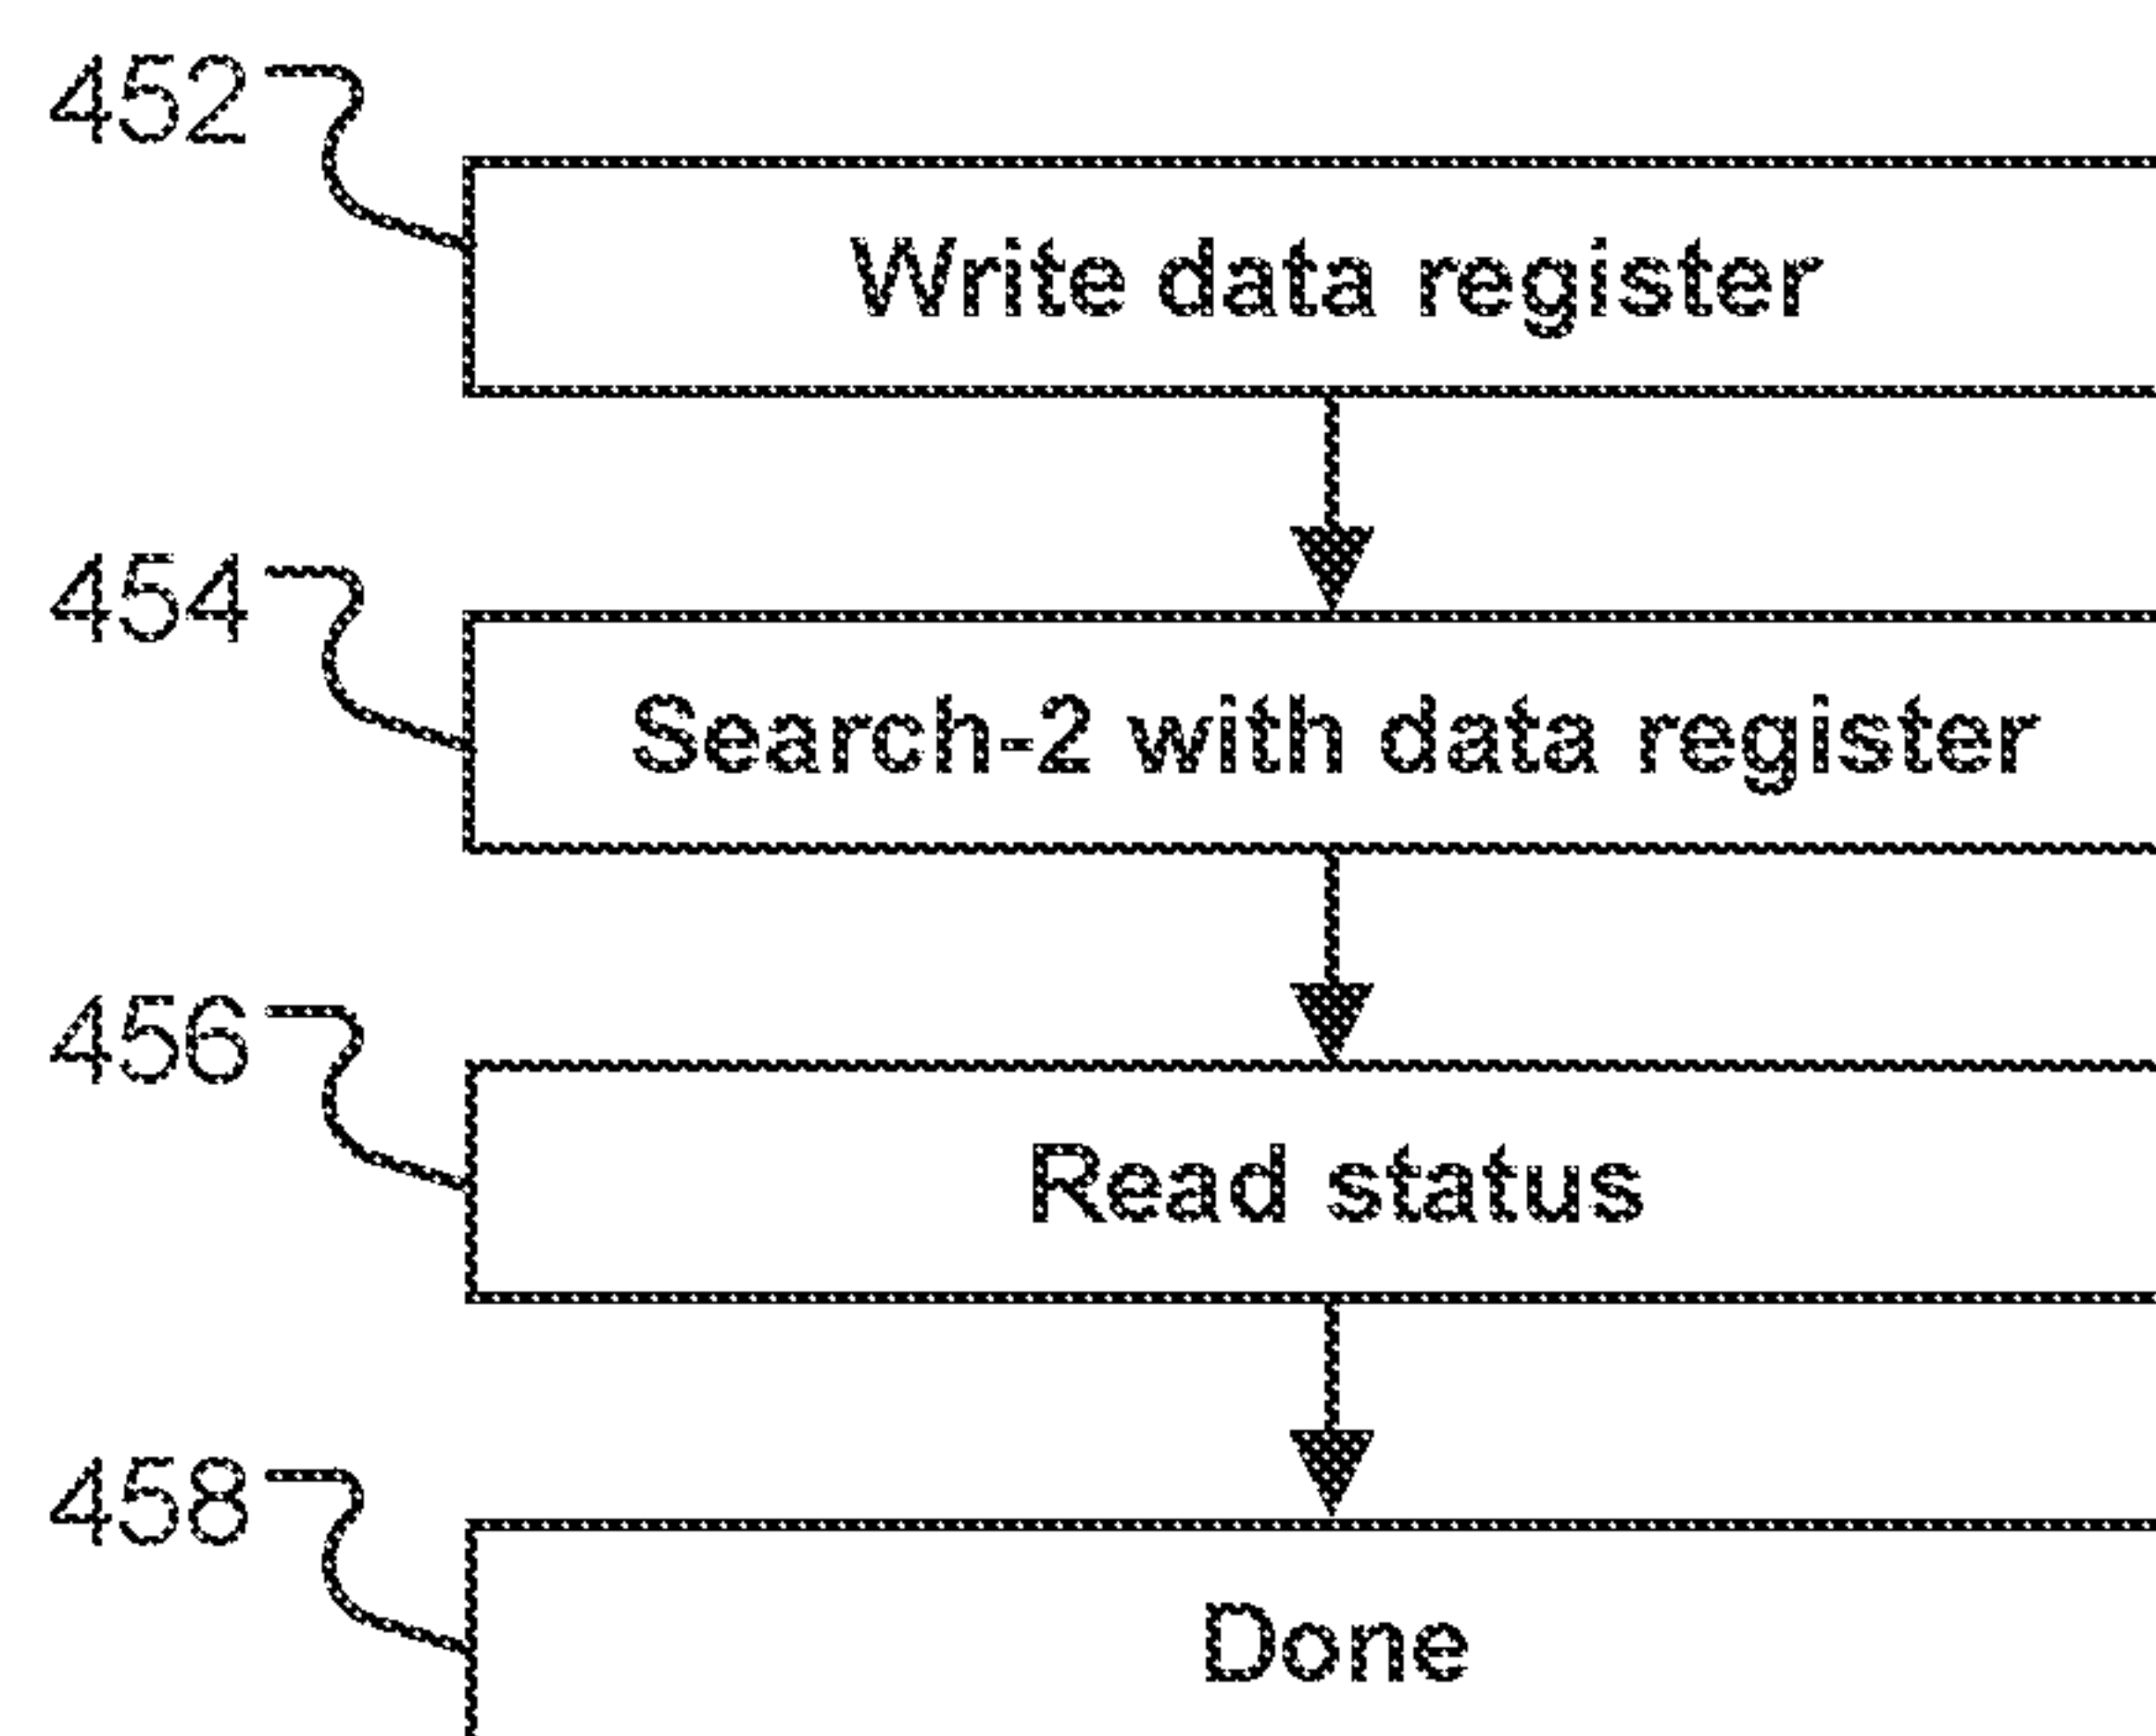 452
Write data register
454
Search-2 with data register
456
Read status
458
Done